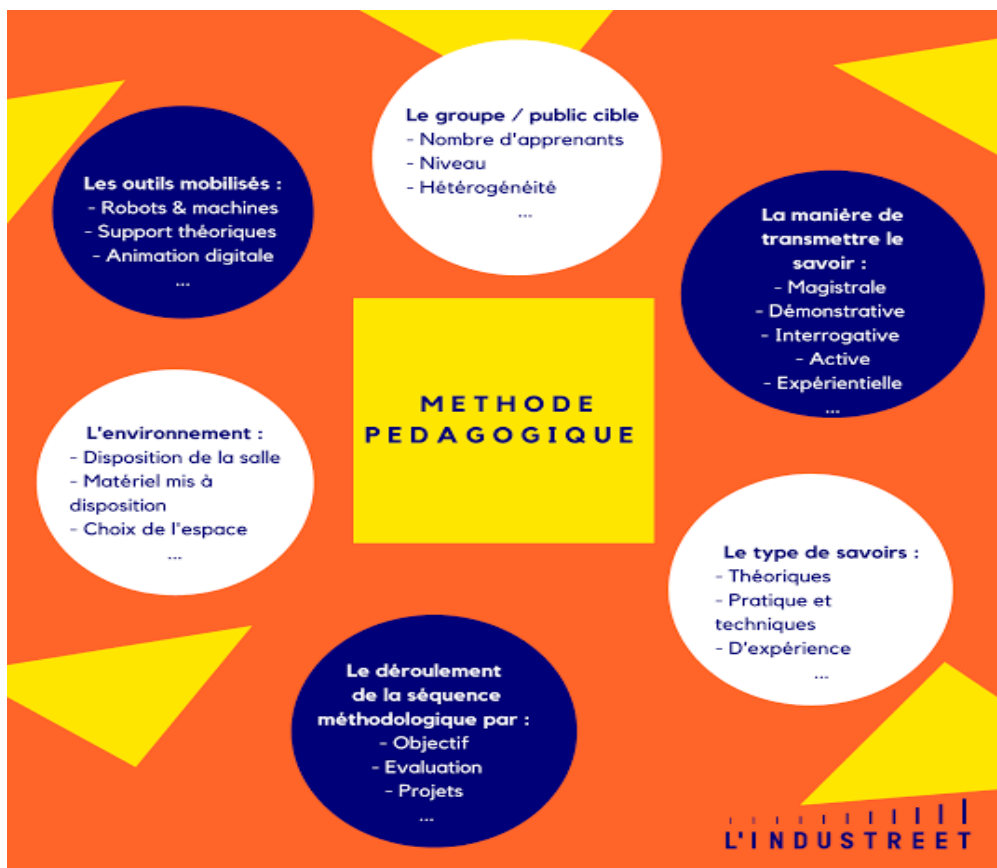 Le groupe / public cible
- Nombre d'apprenants
- Niveau
- Hétérogénéité
...
Les outils mobilisés :
- Robots & machines
- Support théoriques
- Animation digitale
...
La manière de
transmettre le
savoir :
- Magistrale
- Démonstrative
- Interrogative
- Active
- Expérientielle
...
METHODE
PEDAGOGIQUE
L'environnement :
- Disposition de la salle
- Matériel mis à
disposition
- Choix de l'espace
...
Le type de savoirs :
- Théoriques
- Pratique et
techniques
- D'expérience
...
Le déroulement
de la séquence
méthodologique par :
- Objectif
- Evaluation
- Projets
...
L'INDUSTREET